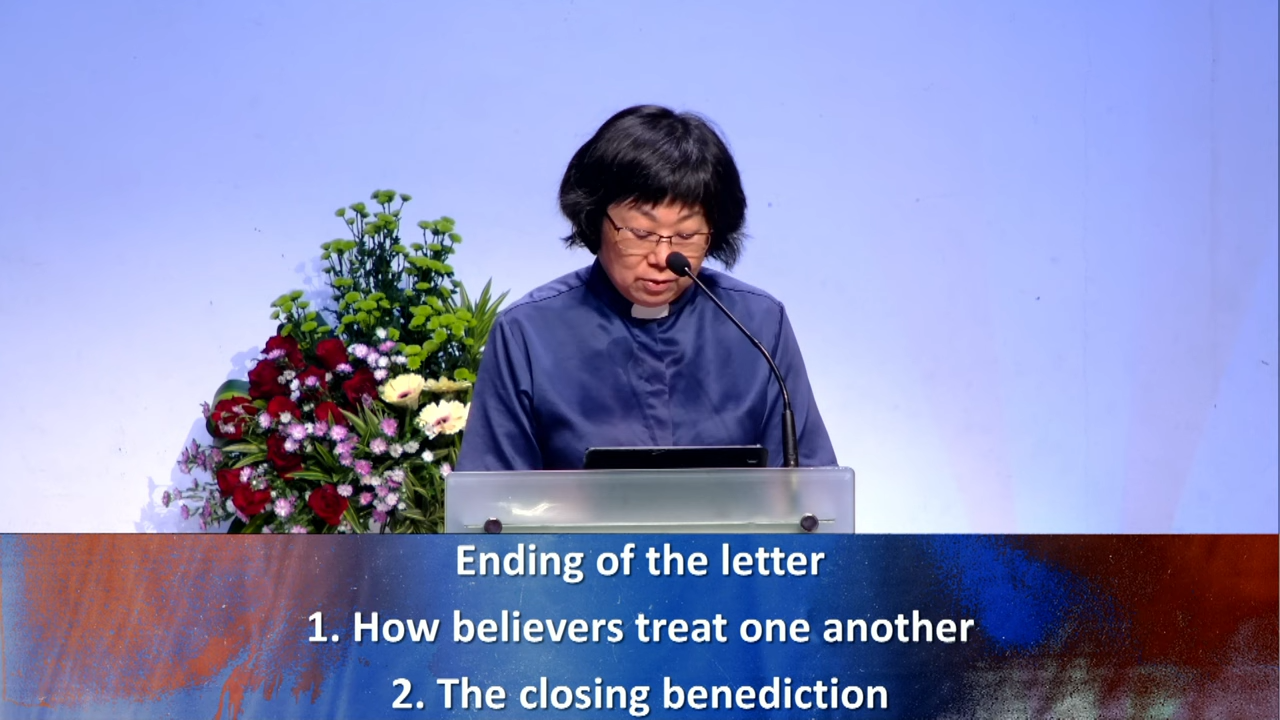 Ending of the letter
1. How believers treat one another
2. The closing benediction